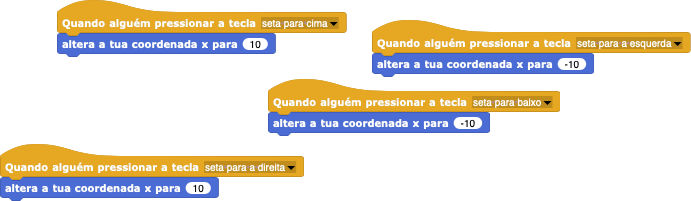 Quando alguém pressionar a tecla seta para cima
altera a tua coordenada x para 10
Quando alguém pressionar a tecla seta para a esquerda
altera a tua coordenada x para -10
Quando alguém pressionar a tecla seta para baixo
altera a tua coordenada x para -10
Quando alguém pressionar a tecla seta para a direita
altera a tua coordenada x para 10